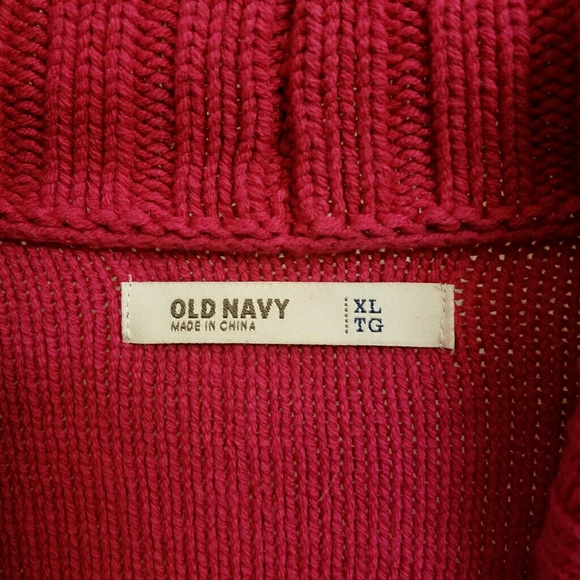 OLD NAVY
MADE IN CHINA
XL
TG